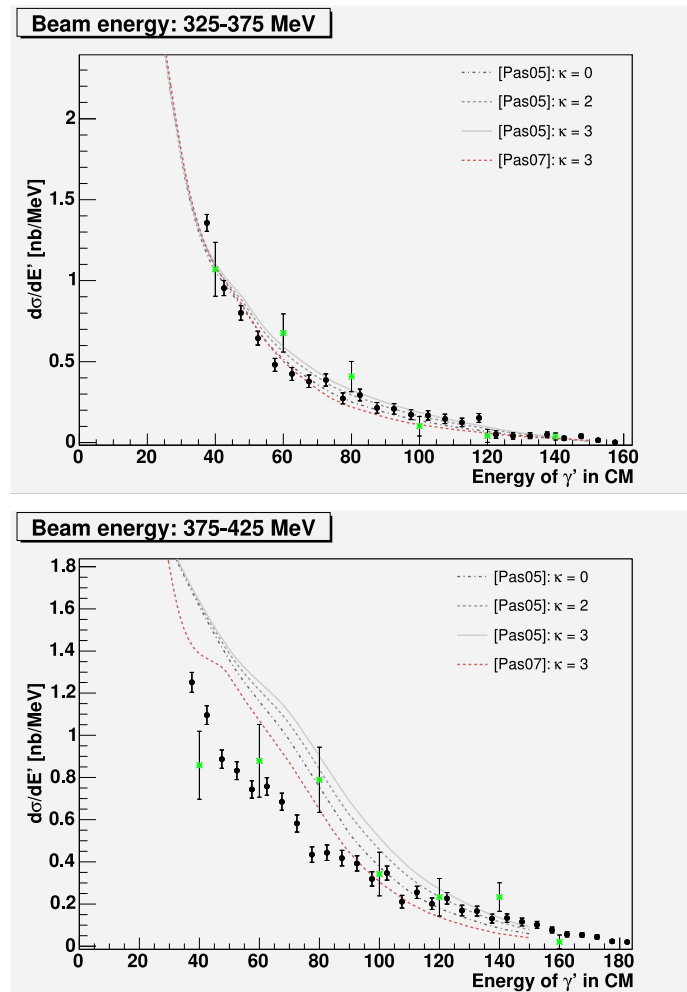 Beam energy: 325-375 MeV
dσ/dE' [nb/MeV]
2
1.5
1
0.5
0
[Pas05]: κ = 0
[Pas05]: κ = 2
[Pas05]: κ = 3
[Pas07]: κ = 3
0 20 40 60 80 100 120 140 160
Energy of γ' in CM
Beam energy: 375-425 MeV
dσ/dE' [nb/MeV]
1.8
1.6
1.4
1.2
1
0.8
0.6
0.4
0.2
0
[Pas05]: κ = 0
[Pas05]: κ = 2
[Pas05]: κ = 3
[Pas07]: κ = 3
0 20 40 60 80 100 120 140 160 180
Energy of γ' in CM